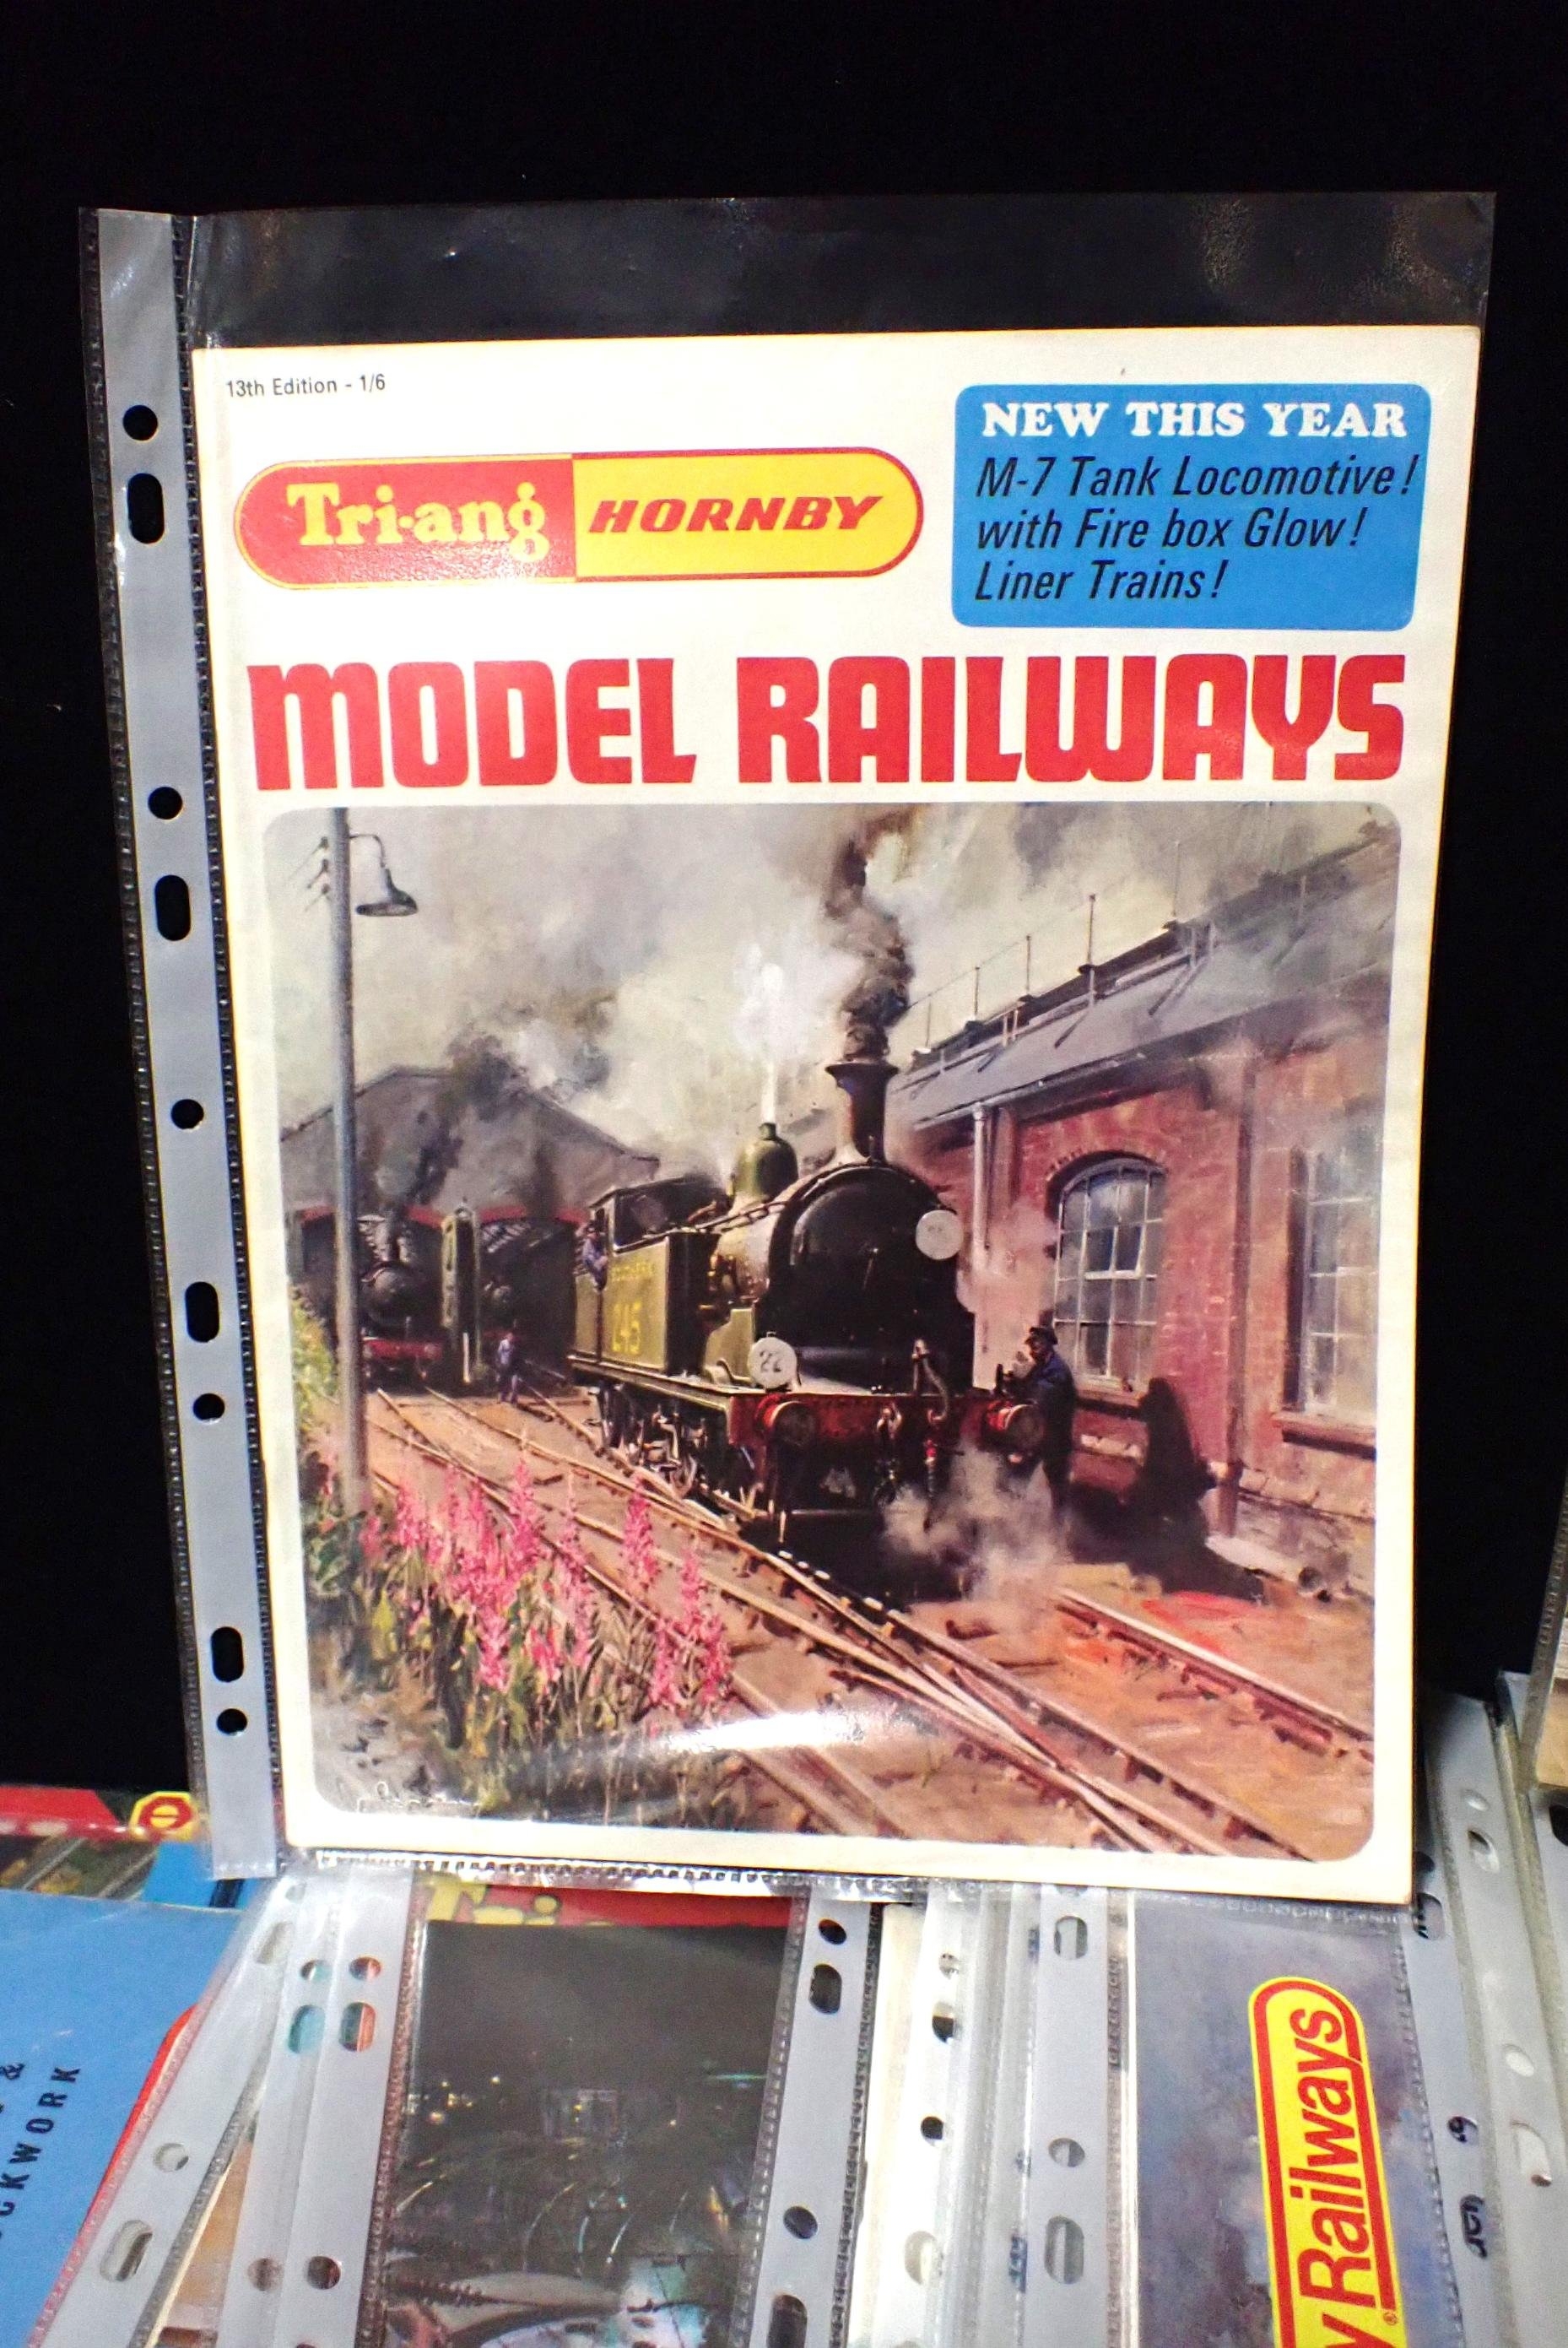 13th Edition - 1/6
Tri-ang HORNBY
NEW THIS YEAR
M-7 Tank Locomotive!
with Fire box Glow!
Liner Trains!
MODEL RAILWAYS
245
22
&
Railways